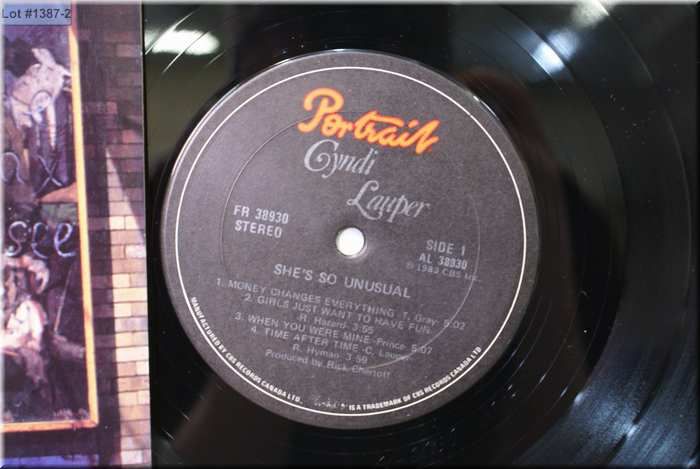 Lot #1387-2
Portrait
Cyndi
Lauper
FR 38930
STEREO
SIDE 1
AL 38930
℗ 1983 CBS Inc.
SHE'S SO UNUSUAL
1. MONEY CHANGES EVERYTHING -T. Gray- 5:02
2. GIRLS JUST WANT TO HAVE FUN
-R. Hazard- 3:55
3. WHEN YOU WERE MINE -Prince- 5:07
4. TIME AFTER TIME -C. Lauper
R. Hyman- 3:59
Produced by Rick Chertoff
MANUFACTURED BY CBS RECORDS CANADA LTD
IS A TRADEMARK OF CBS RECORDS CANADA LTD